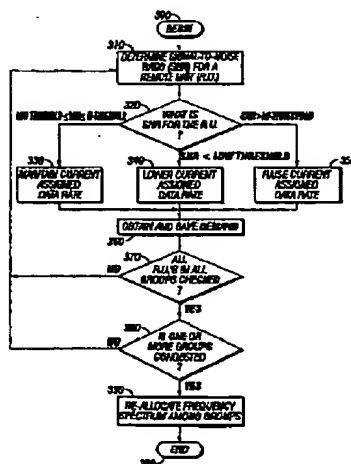 300
BEGIN
310
DETERMINE SIGNAL-TO-NOISE
RATIO (SNR) FOR A
REMOTE UNIT (R.U.)
320
WHAT IS
SNR FOR THE R.U.
?
SNR < LOW THRESHOLD
330
MAINTAIN CURRENT
ASSIGNED
DATA RATE
340
LOWER CURRENT
ASSIGNED
DATA RATE
350
RAISE CURRENT
ASSIGNED
DATA RATE
OBTAIN AND SAVE DEMAND
360
370
ALL
R.U.'S IN ALL
GROUPS CHECKED
?
NO
YES
380
IS ONE OR
MORE GROUPS
CONGESTED
?
NO
YES
390
RE-ALLOCATE FREQUENCY
SPECTRUM AMONG GROUPS
END